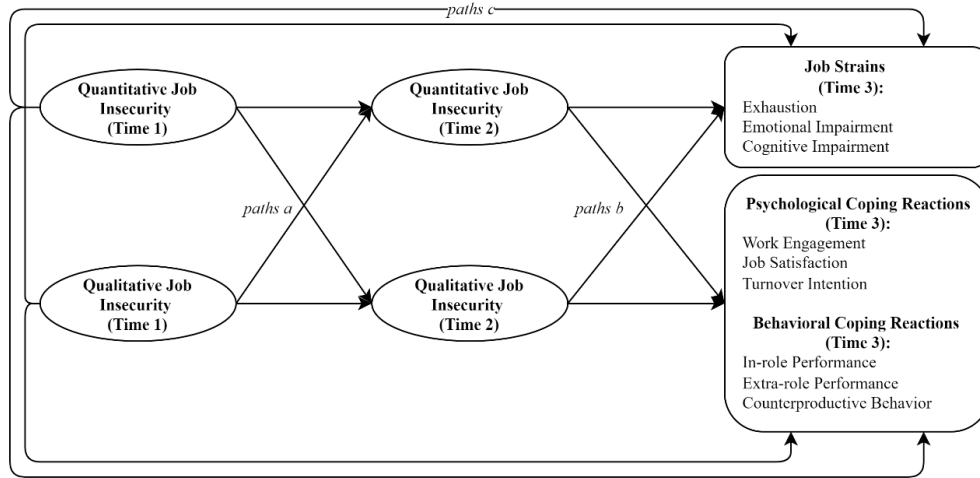 paths c
Quantitative Job
Insecurity
(Time 1)
Quantitative Job
Insecurity
(Time 2)
Job Strains
(Time 3):
Exhaustion
Emotional Impairment
Cognitive Impairment
paths a
paths b
Qualitative Job
Insecurity
(Time 1)
Qualitative Job
Insecurity
(Time 2)
Psychological Coping Reactions
(Time 3):
Work Engagement
Job Satisfaction
Turnover Intention
Behavioral Coping Reactions
(Time 3):
In-role Performance
Extra-role Performance
Counterproductive Behavior